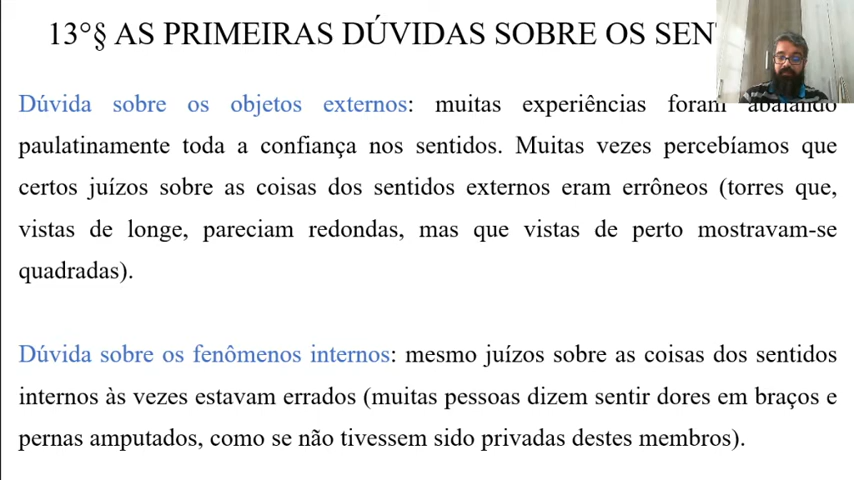 13°§ AS PRIMEIRAS DÚVIDAS SOBRE OS
Dúvida sobre os objetos externos: muitas experiências foram abalando
paulatinamente toda a confiança nos sentidos. Muitas vezes percebíamos que
certos juízos sobre as coisas dos sentidos externos eram errôneos (torres que,
vistas de longe, pareciam redondas, mas que vistas de perto mostravam-se
quadradas).
Dúvida sobre os fenômenos internos: mesmo juízos sobre as coisas dos sentidos
internos às vezes estavam errados (muitas pessoas dizem sentir dores em braços e
pernas amputados, como se não tivessem sido privadas destes membros).